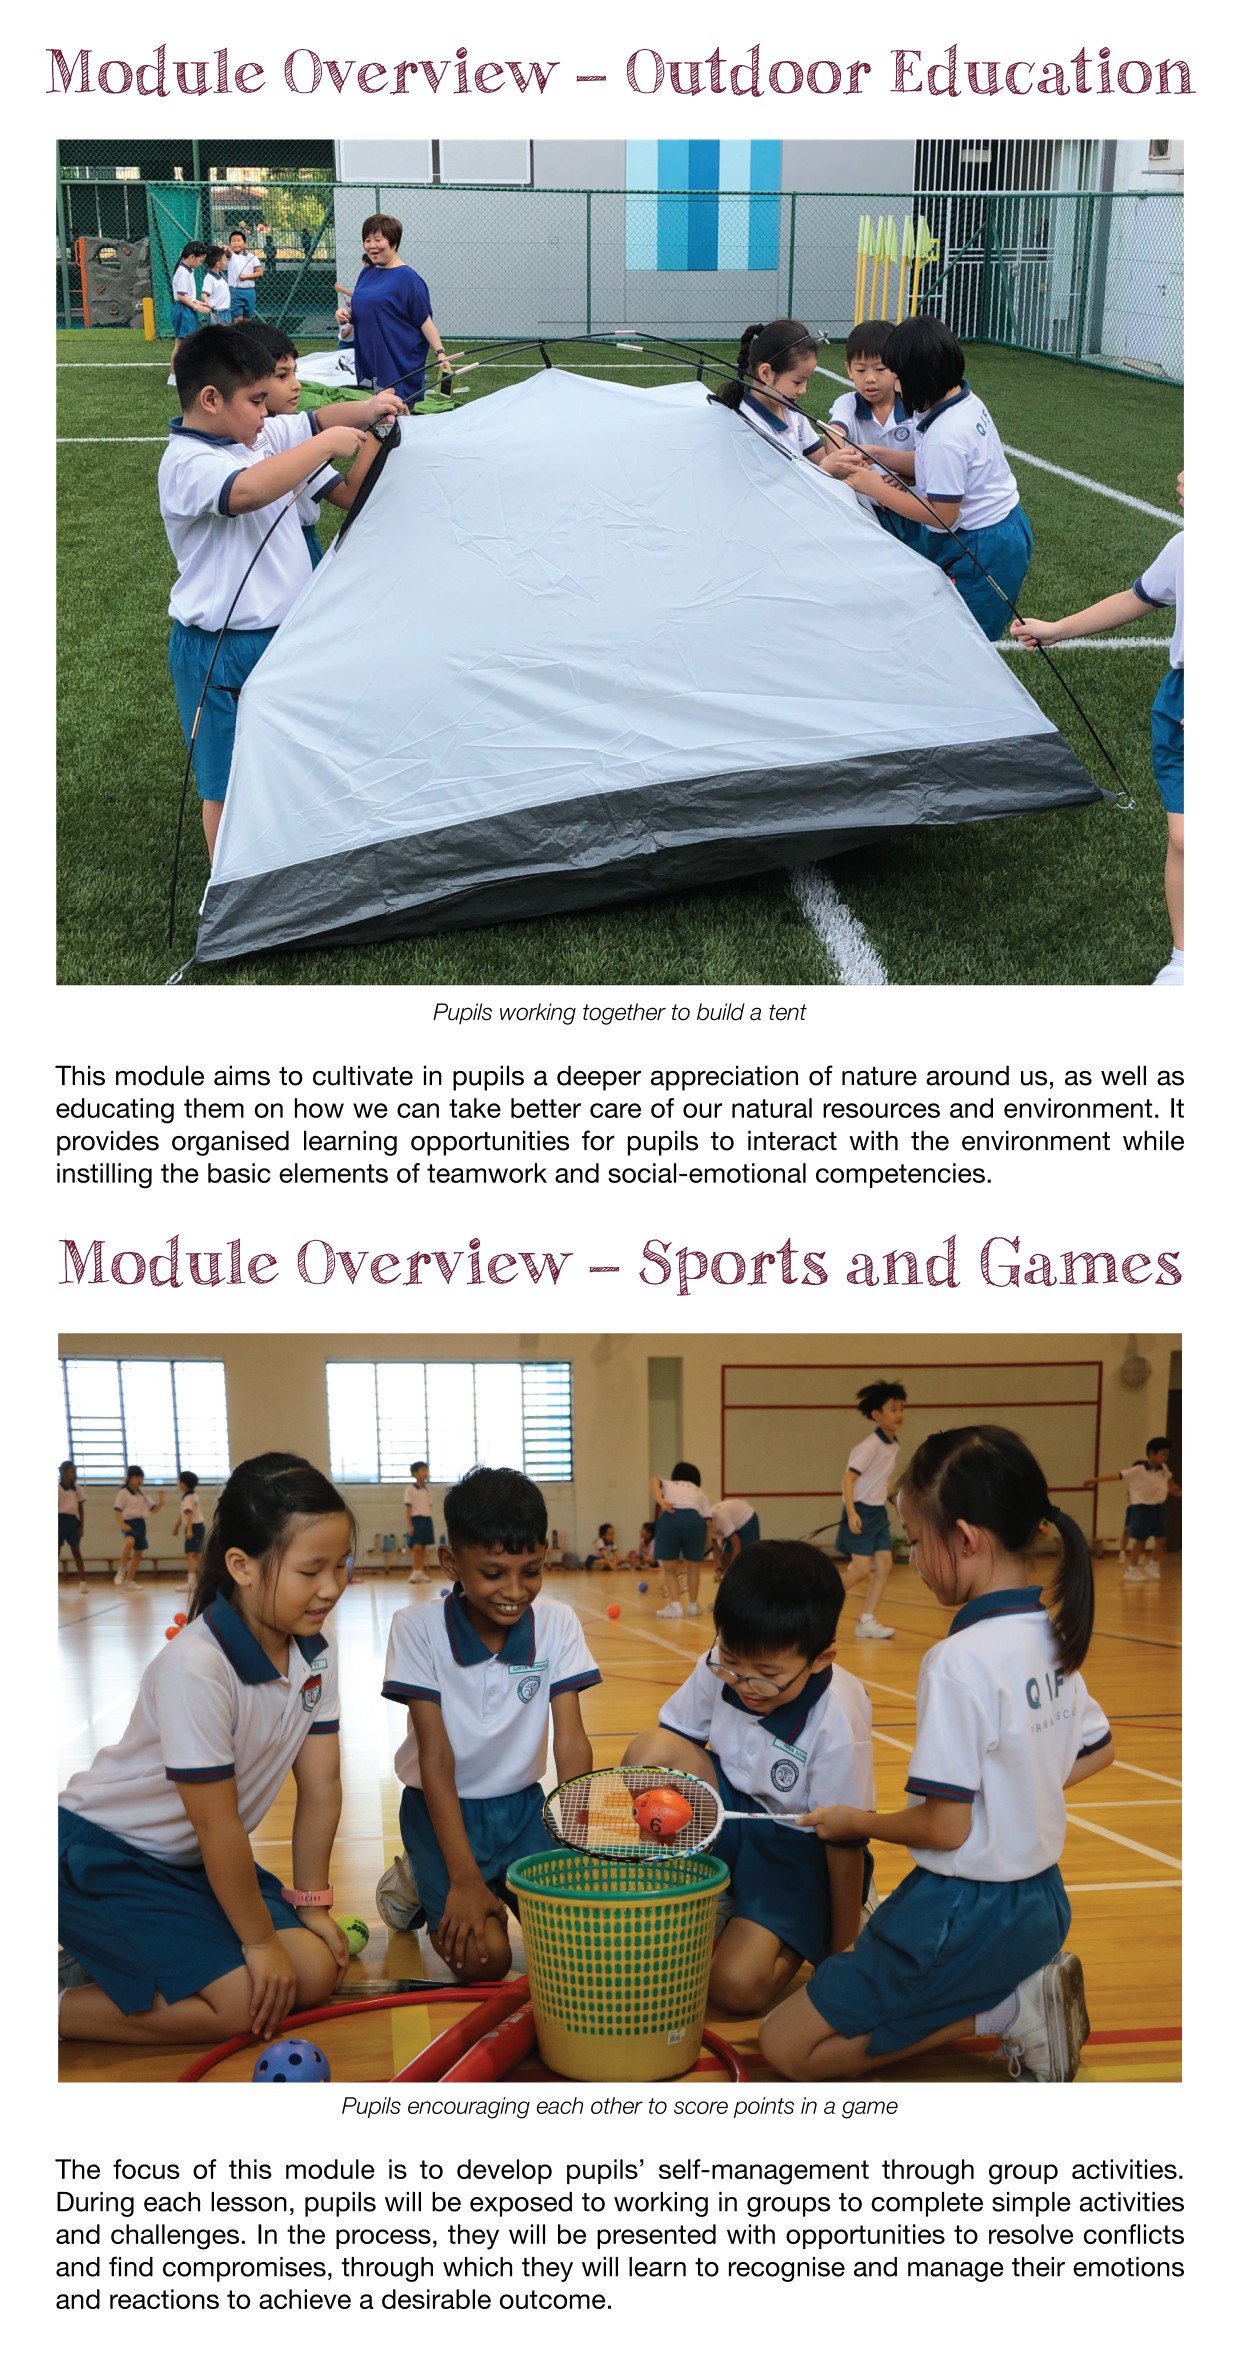 Module Overview – Outdoor Education
QIF
Pupils working together to build a tent
This module aims to cultivate in pupils a deeper appreciation of nature around us, as well as
educating them on how we can take better care of our natural resources and environment. It
provides organised learning opportunities for pupils to interact with the environment while
instilling the basic elements of teamwork and social-emotional competencies.
Module Overview – Sports and Games
QIF
6
Pupils encouraging each other to score points in a game
The focus of this module is to develop pupils’ self-management through group activities.
During each lesson, pupils will be exposed to working in groups to complete simple activities
and challenges. In the process, they will be presented with opportunities to resolve conflicts
and find compromises, through which they will learn to recognise and manage their emotions
and reactions to achieve a desirable outcome.